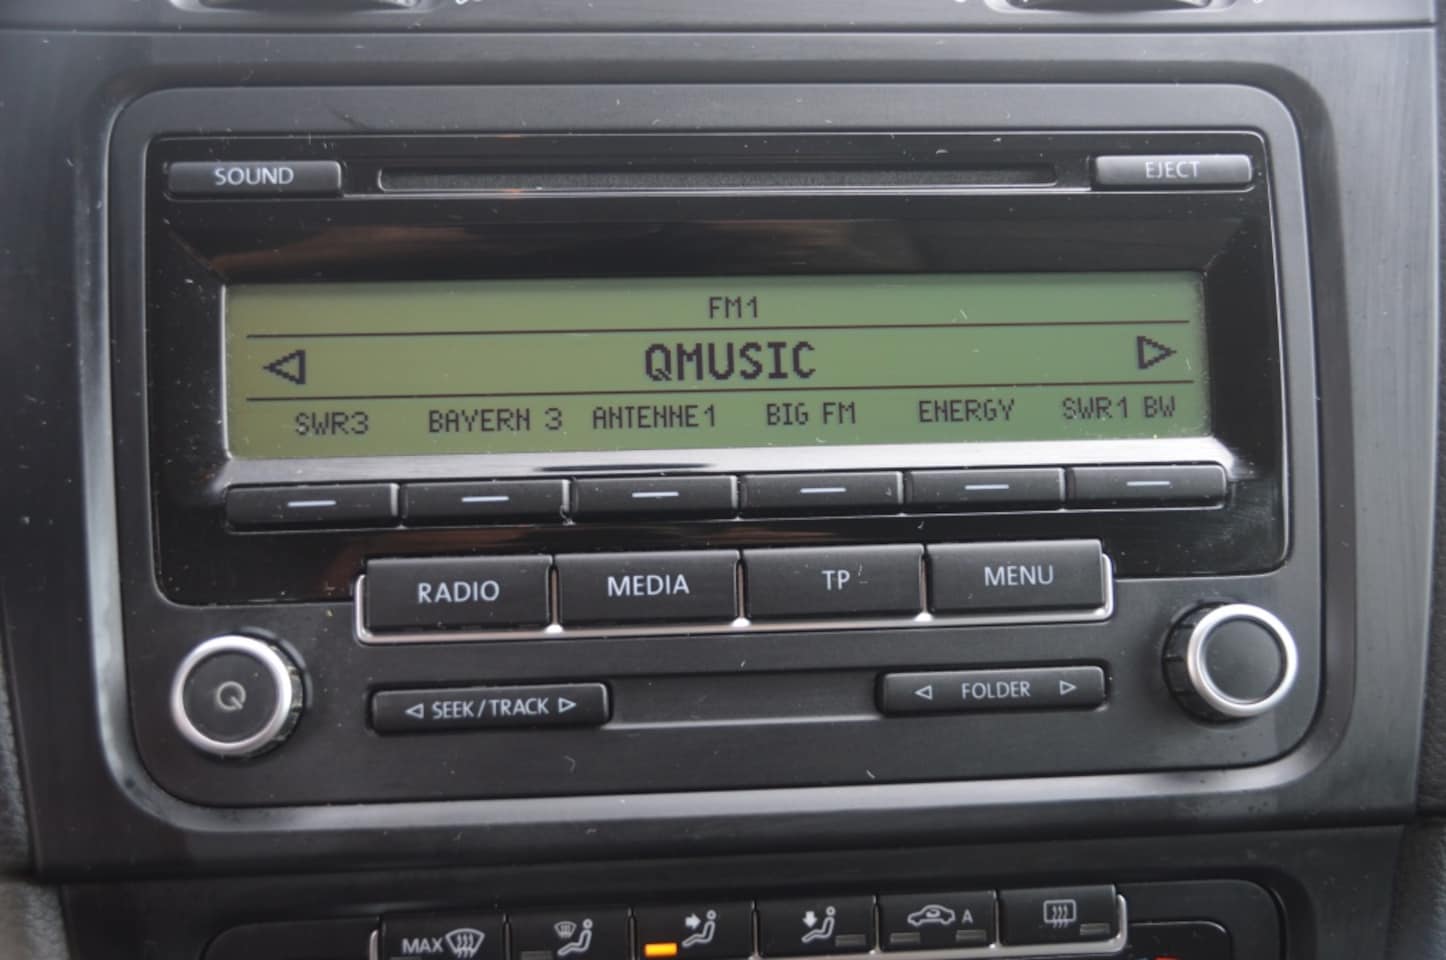 SOUND EJECT
FM1
QMUSIC
SWR3 BAYERN 3 ANTENNE1 BIG FM ENERGY SWR1 BW
RADIO MEDIA TP MENU
SEEK/TRACK FOLDER
MAX A